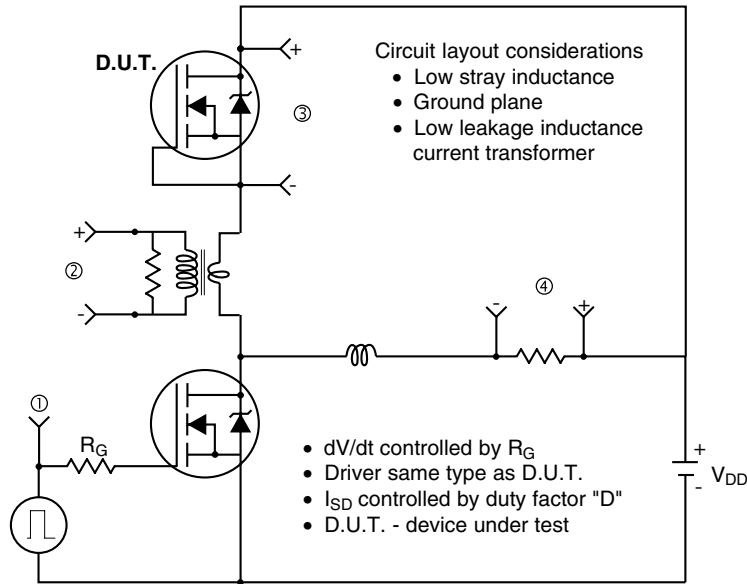 D.U.T.
+
③
-
Circuit layout considerations
• Low stray inductance
• Ground plane
• Low leakage inductance
current transformer
+
②
-
④
-
+
①
R_G
• dV/dt controlled by R_G
• Driver same type as D.U.T.
• I_SD controlled by duty factor "D"
• D.U.T. - device under test
+
-
V_DD